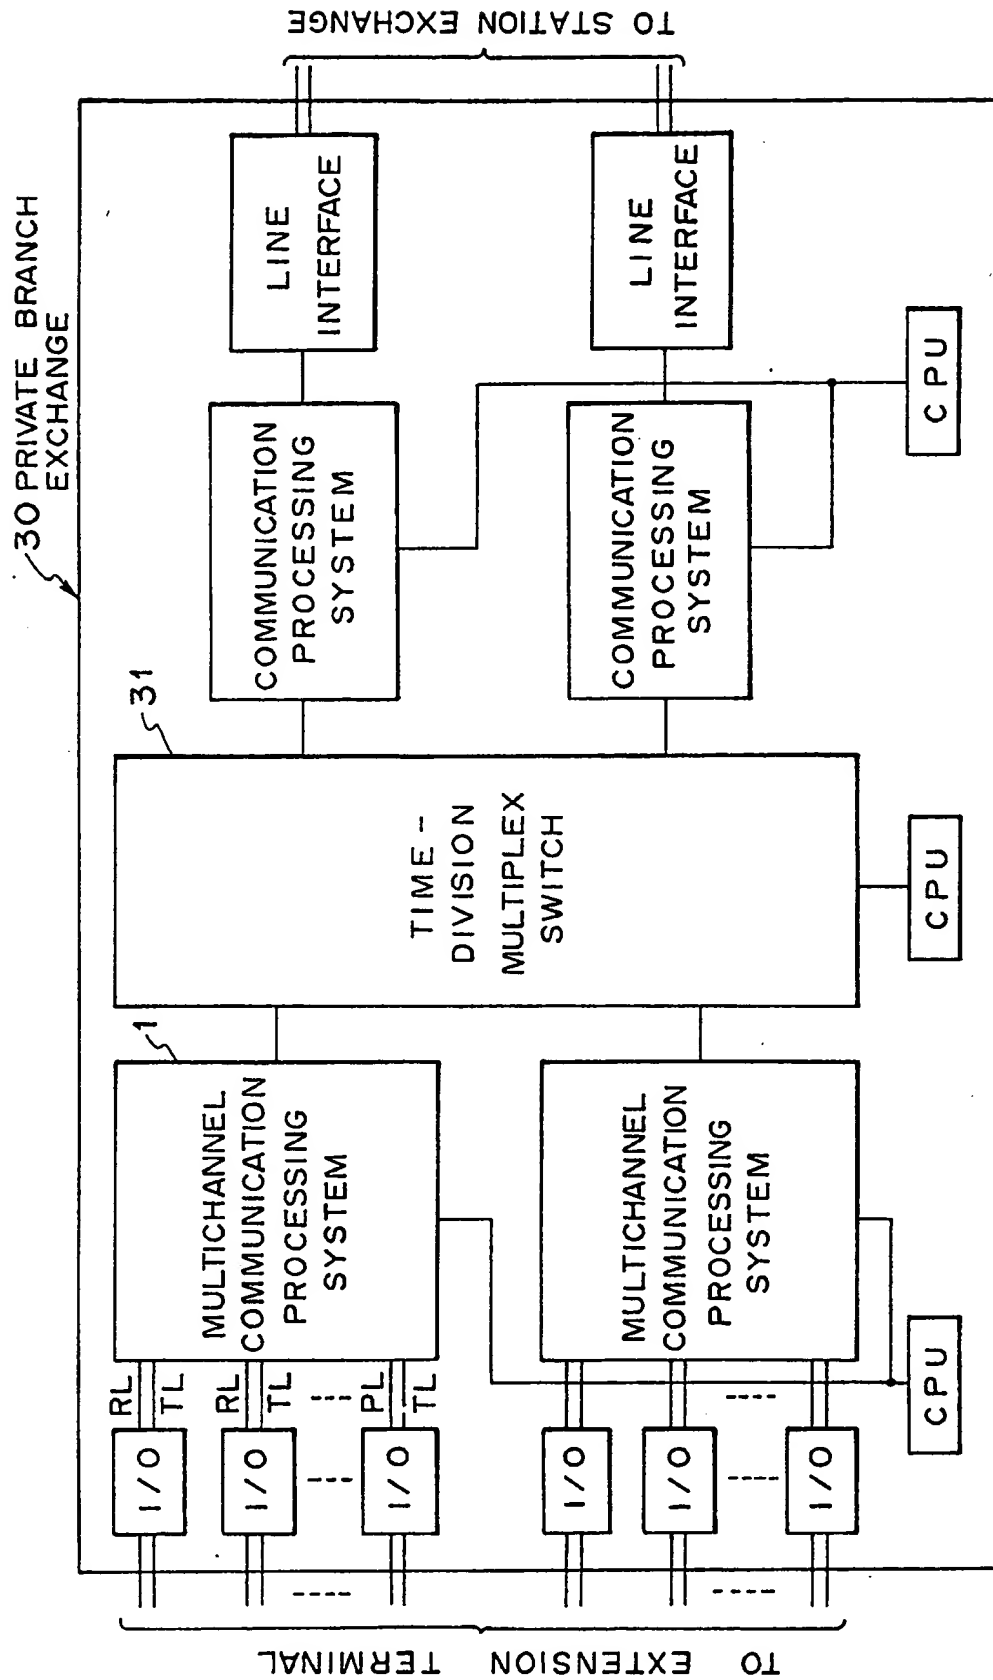 30 PRIVATE BRANCH
EXCHANGE
TO EXTENSION TERMINAL
I/O
I/O
----
I/O
I/O
I/O
----
I/O
RL
TL
RL
TL
----
PL
TL
----
1
MULTICHANNEL
COMMUNICATION
PROCESSING
SYSTEM
MULTICHANNEL
COMMUNICATION
PROCESSING
SYSTEM
CPU
31
TIME-
DIVISION
MULTIPLEX
SWITCH
CPU
COMMUNICATION
PROCESSING
SYSTEM
COMMUNICATION
PROCESSING
SYSTEM
CPU
LINE
INTERFACE
LINE
INTERFACE
TO STATION EXCHANGE